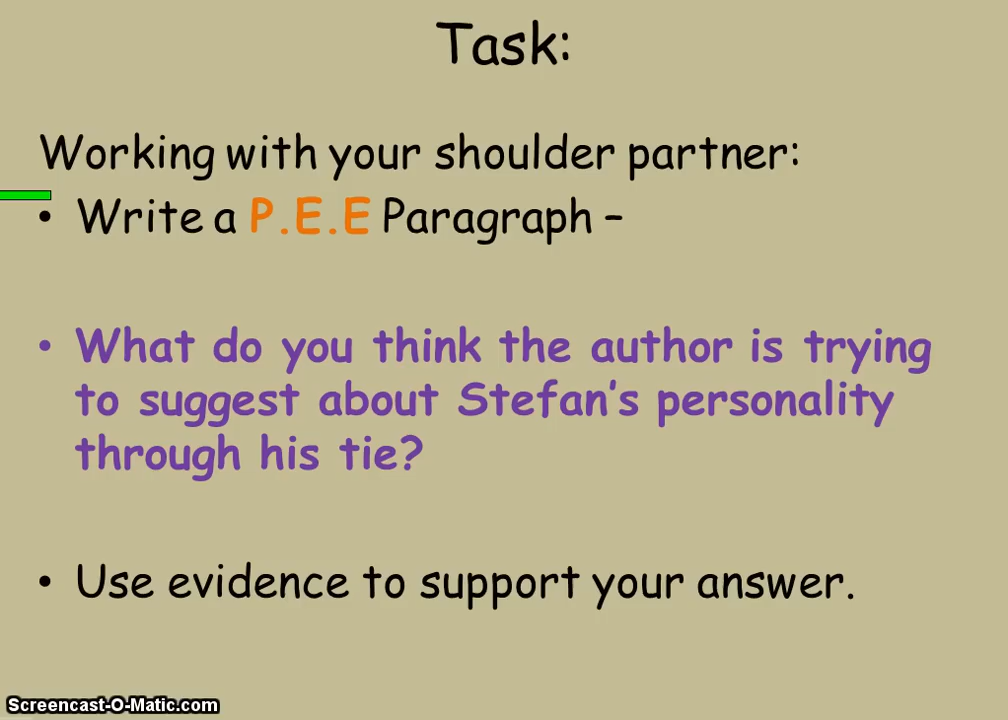 Task:
Working with your shoulder partner:
• Write a P.E.E Paragraph –
• What do you think the author is trying
to suggest about Stefan’s personality
through his tie?
• Use evidence to support your answer.
Screencast-O-Matic.com